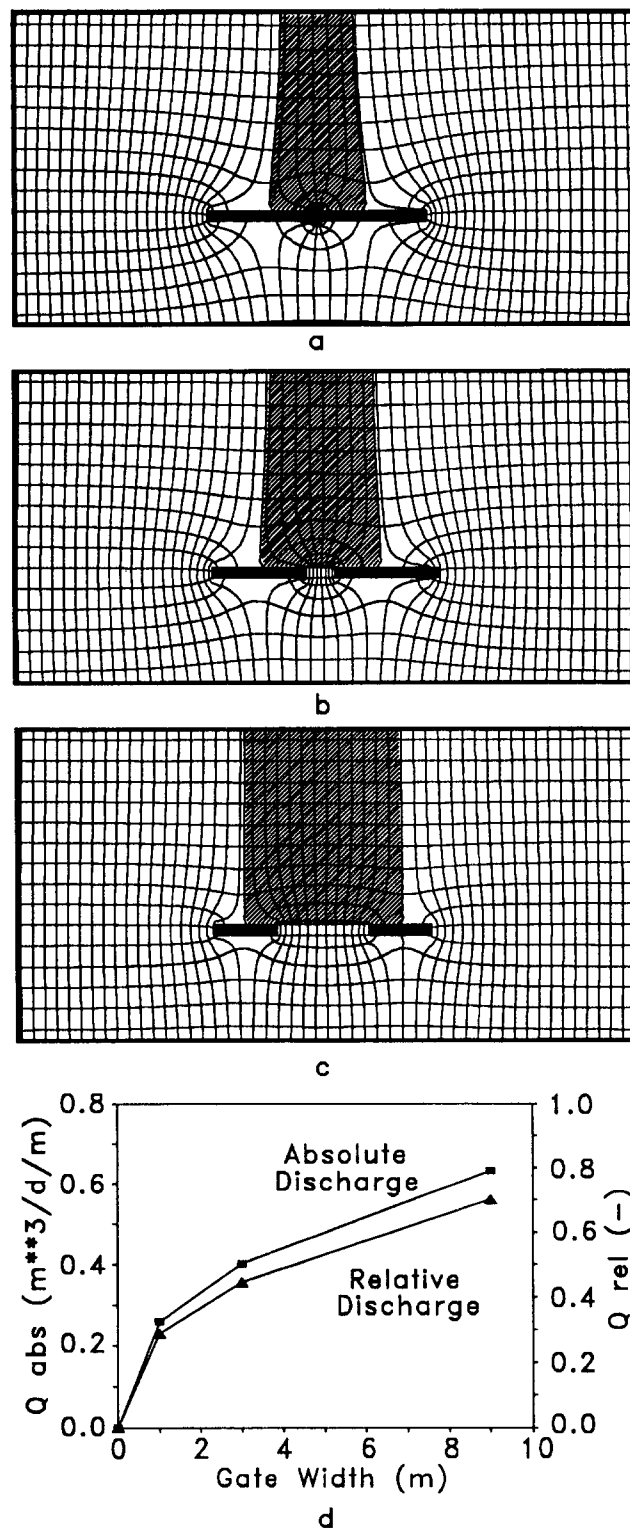 a
b
c
0.8
0.6
0.4
0.2
0.0
Q abs (m**3/d/m)
1.0
0.8
0.6
0.4
0.2
0.0
Q rel (-)
Absolute
Discharge
Relative
Discharge
0 2 4 6 8 10
Gate Width (m)
d